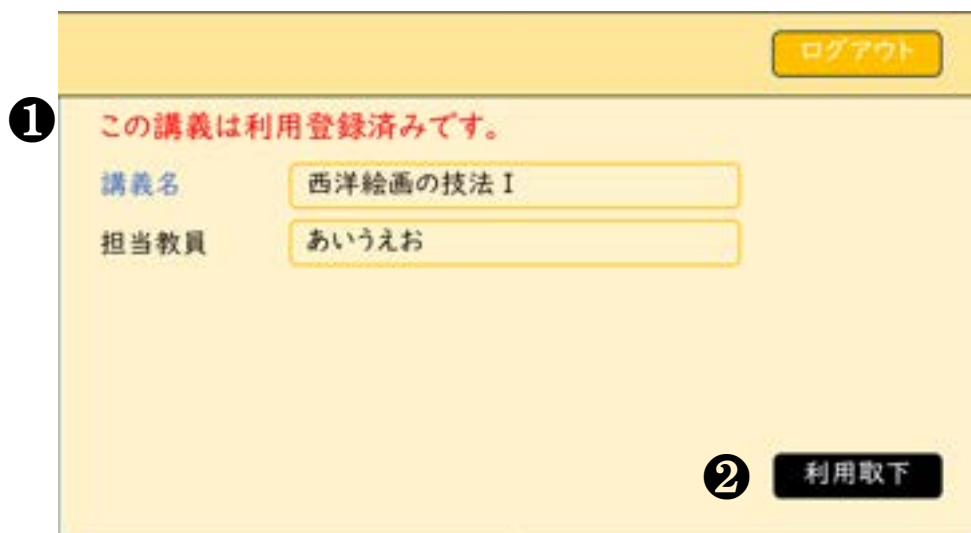 ログアウト
❶ この講義は利用登録済みです。
講義名 西洋絵画の技法Ⅰ
担当教員 あいうえお
❷ 利用取下